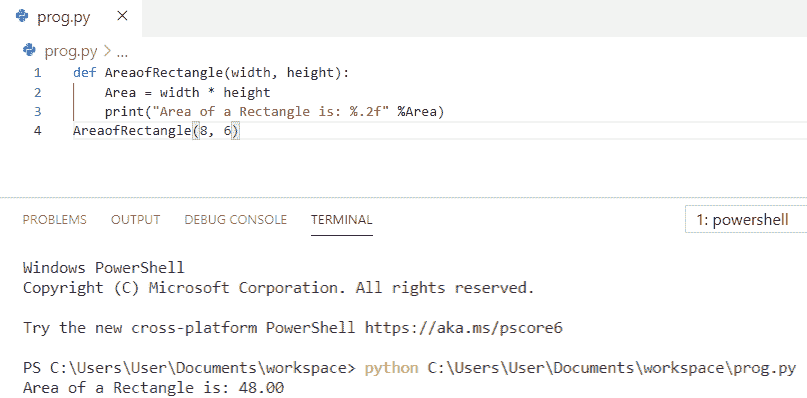 prog.py ×
prog.py > ...
1 def AreaofRectangle(width, height):
2 Area = width * height
3 print("Area of a Rectangle is: %.2f" %Area)
4 AreaofRectangle(8, 6)
PROBLEMS OUTPUT DEBUG CONSOLE TERMINAL 1: powershell
Windows PowerShell
Copyright (C) Microsoft Corporation. All rights reserved.
Try the new cross-platform PowerShell https://aka.ms/pscore6
PS C:\Users\User\Documents\workspace> python C:\Users\User\Documents\workspace\prog.py
Area of a Rectangle is: 48.00